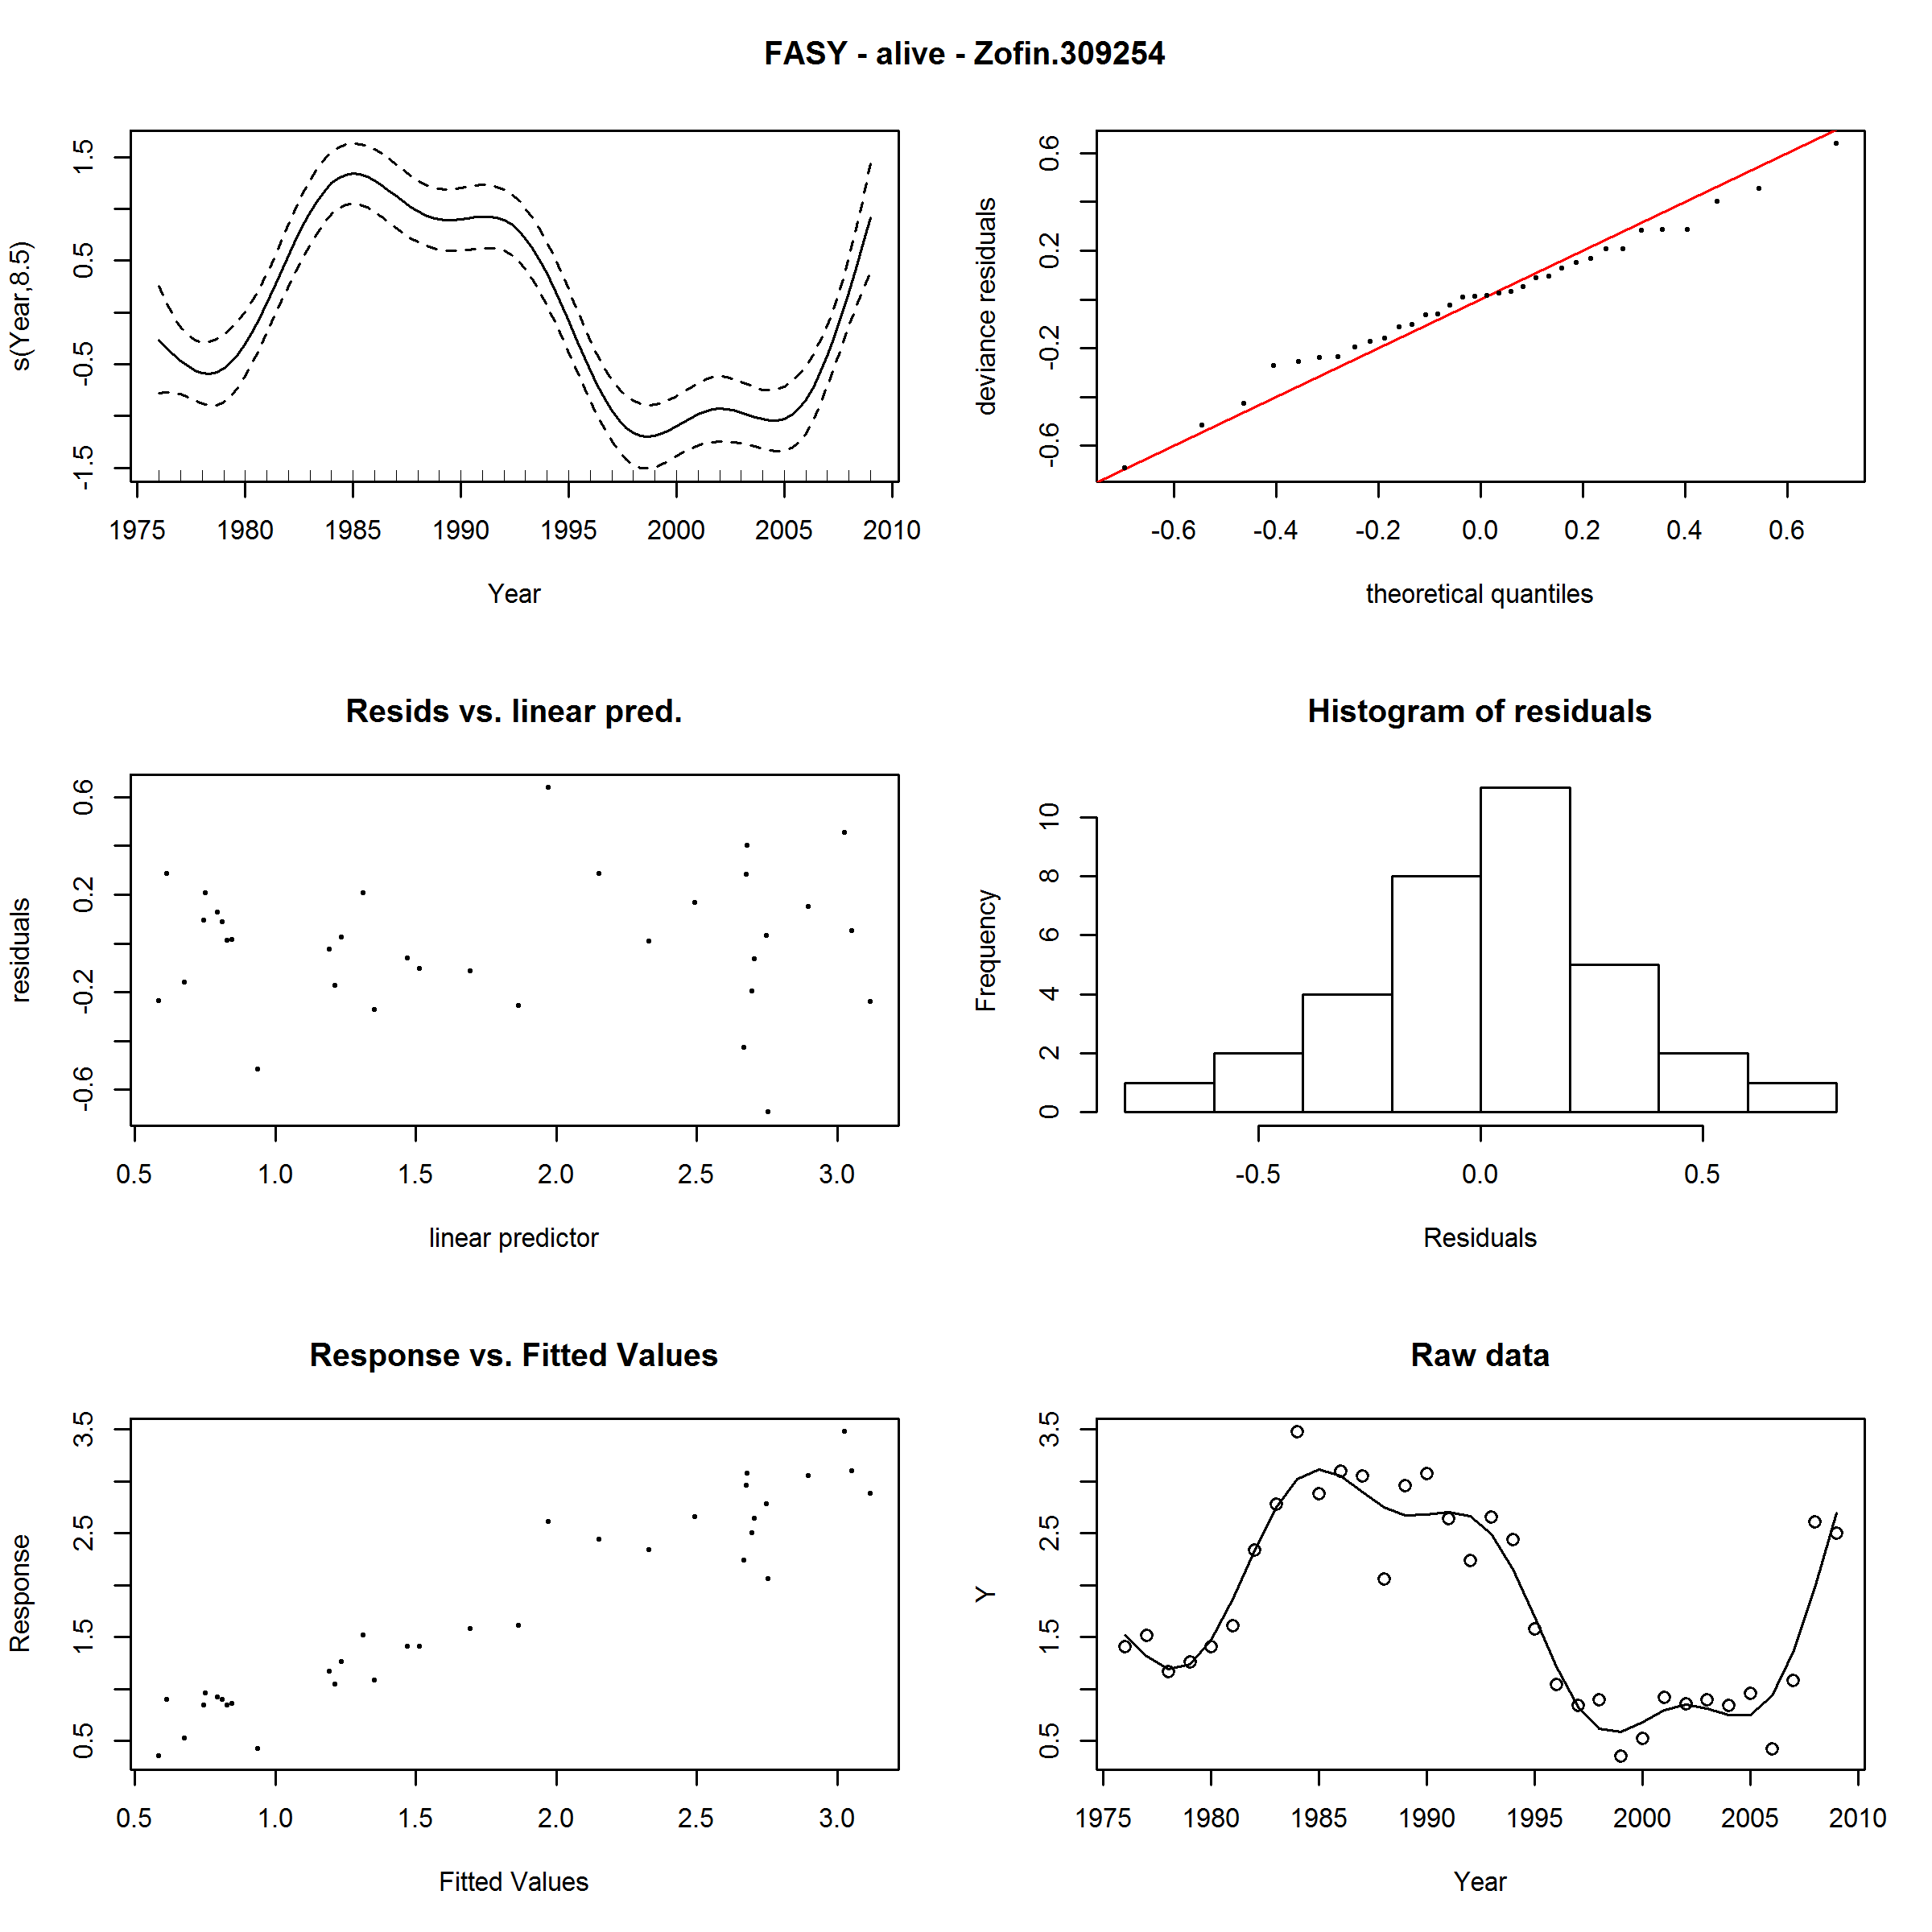 FASY - alive - Zofin.309254
s(Year,8.5)
1.5
0.5
-0.5
-1.5
1975 1980 1985 1990 1995 2000 2005 2010
Year
deviance residuals
0.6
0.2
-0.2
-0.6
-0.6 -0.4 -0.2 0.0 0.2 0.4 0.6
theoretical quantiles
Resids vs. linear pred.
residuals
0.6
0.2
-0.2
-0.6
0.5 1.0 1.5 2.0 2.5 3.0
linear predictor
Histogram of residuals
Frequency
10
8
6
4
2
0
-0.5 0.0 0.5
Residuals
Response vs. Fitted Values
Response
3.5
2.5
1.5
0.5
0.5 1.0 1.5 2.0 2.5 3.0
Fitted Values
Raw data
Y
3.5
2.5
1.5
0.5
1975 1980 1985 1990 1995 2000 2005 2010
Year